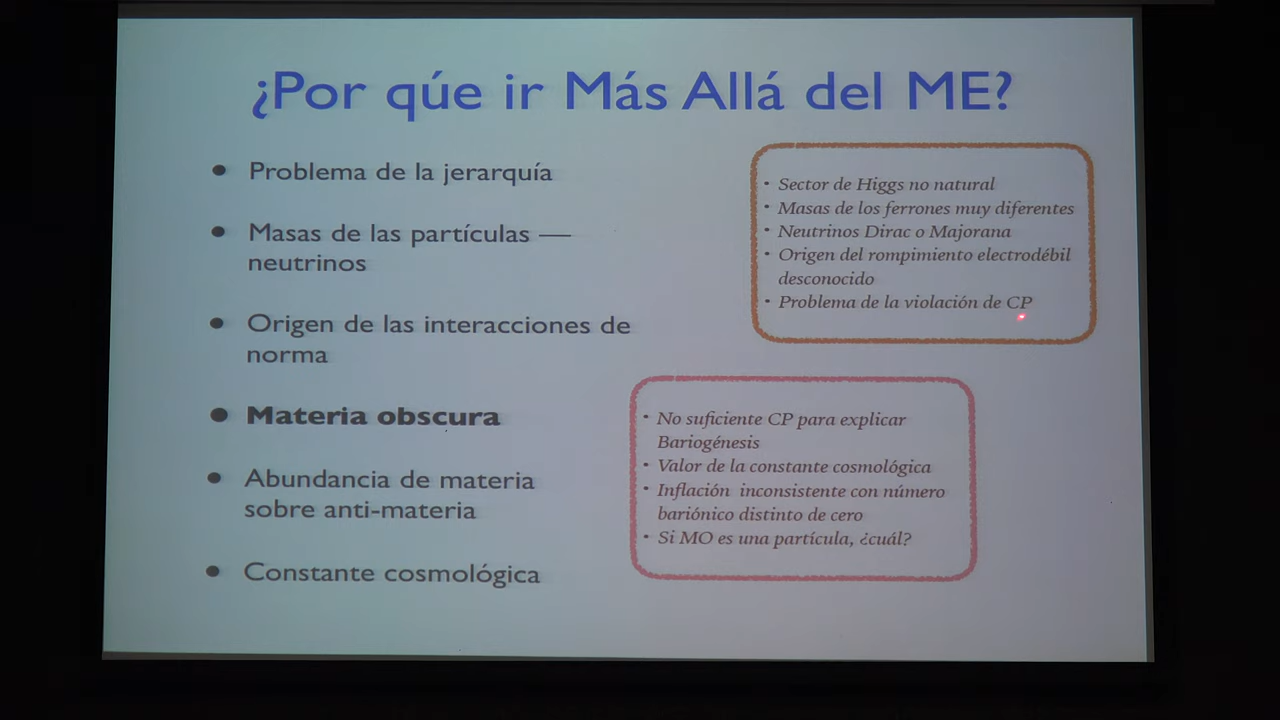 ¿Por qúe ir Más Allá del ME?
• Problema de la jerarquía
• Masas de las partículas —
neutrinos
• Origen de las interacciones de
norma
• Materia obscura
• Abundancia de materia
sobre anti-materia
• Constante cosmológica
• Sector de Higgs no natural
• Masas de los ferrones muy diferentes
• Neutrinos Dirac o Majorana
• Origen del rompimiento electrodébil
desconocido
• Problema de la violación de CP
• No suficiente CP para explicar
Bariogénesis
• Valor de la constante cosmológica
• Inflación inconsistente con número
bariónico distinto de cero
• Si MO es una partícula, ¿cuál?